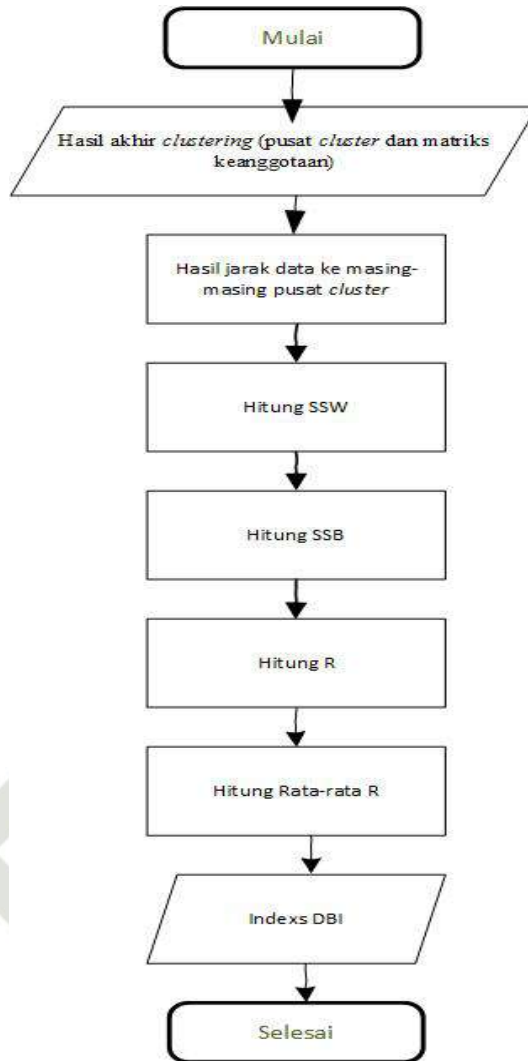 Mulai
Hasil akhir clustering (pusat cluster dan matriks
keanggotaan)
Hasil jarak data ke masing-
masing pusat cluster
Hitung SSW
Hitung SSB
Hitung R
Hitung Rata-rata R
Indexs DBI
Selesai